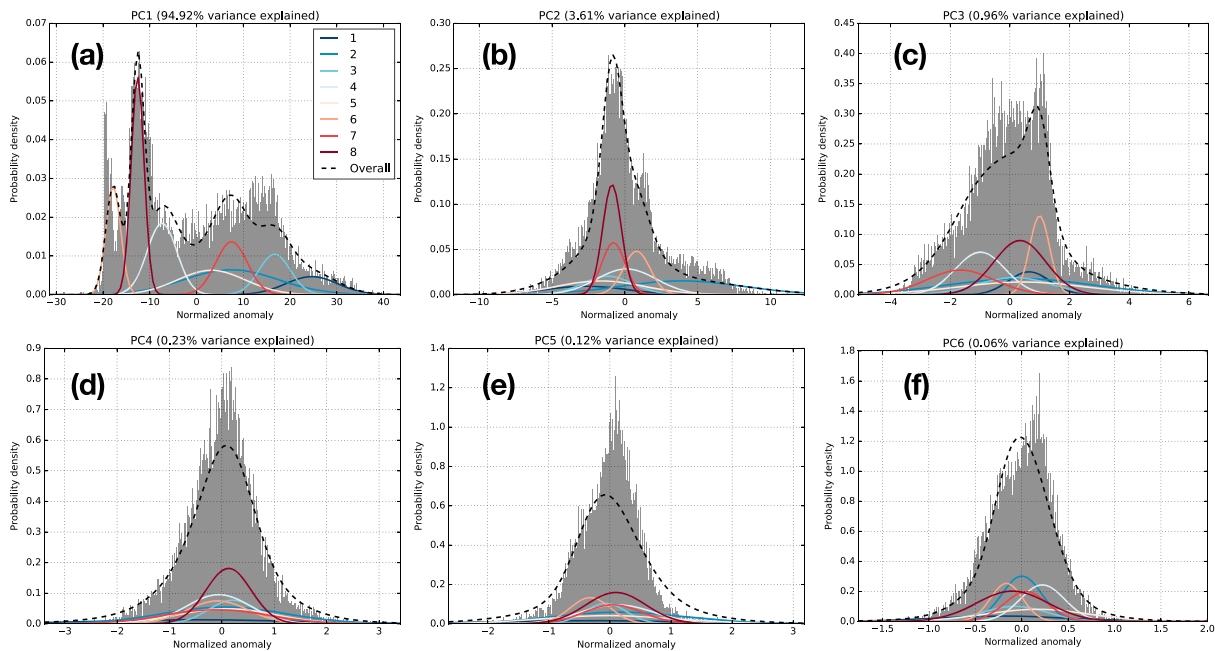 PC1 (94.92% variance explained)
(a)
Probability density
0.07
0.06
0.05
0.04
0.03
0.02
0.01
0.00
−30 −20 −10 0 10 20 30 40
Normalized anomaly
1
2
3
4
5
6
7
8
Overall
PC2 (3.61% variance explained)
(b)
Probability density
0.30
0.25
0.20
0.15
0.10
0.05
0.00
−10 −5 0 5 10
Normalized anomaly
PC3 (0.96% variance explained)
(c)
Probability density
0.45
0.40
0.35
0.30
0.25
0.20
0.15
0.10
0.05
0.00
−4 −2 0 2 4 6
Normalized anomaly
PC4 (0.23% variance explained)
(d)
Probability density
0.9
0.8
0.7
0.6
0.5
0.4
0.3
0.2
0.1
0.0
−3 −2 −1 0 1 2 3
Normalized anomaly
PC5 (0.12% variance explained)
(e)
Probability density
1.4
1.2
1.0
0.8
0.6
0.4
0.2
0.0
−2 −1 0 1 2 3
Normalized anomaly
PC6 (0.06% variance explained)
(f)
Probability density
1.8
1.6
1.4
1.2
1.0
0.8
0.6
0.4
0.2
0.0
−1.5 −1.0 −0.5 0.0 0.5 1.0 1.5 2.0
Normalized anomaly